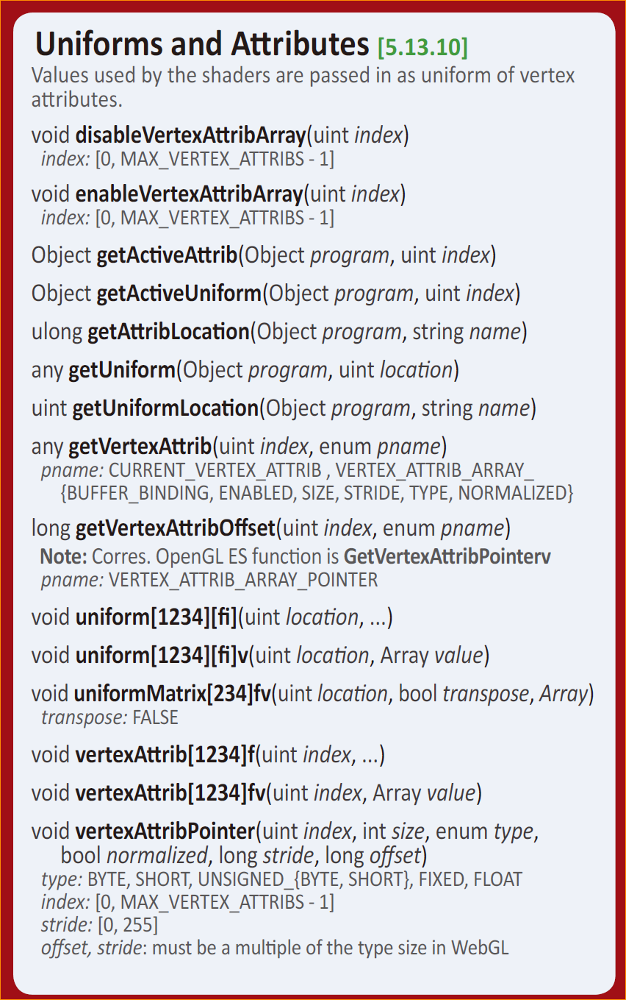 Uniforms and Attributes [5.13.10]
Values used by the shaders are passed in as uniform of vertex
attributes.
void disableVertexAttribArray(uint index)
index: [0, MAX_VERTEX_ATTRIBS - 1]
void enableVertexAttribArray(uint index)
index: [0, MAX_VERTEX_ATTRIBS - 1]
Object getActiveAttrib(Object program, uint index)
Object getActiveUniform(Object program, uint index)
ulong getAttribLocation(Object program, string name)
any getUniform(Object program, uint location)
uint getUniformLocation(Object program, string name)
any getVertexAttrib(uint index, enum pname)
pname: CURRENT_VERTEX_ATTRIB , VERTEX_ATTRIB_ARRAY_
{BUFFER_BINDING, ENABLED, SIZE, STRIDE, TYPE, NORMALIZED}
long getVertexAttribOffset(uint index, enum pname)
Note: Corres. OpenGL ES function is GetVertexAttribPointerv
pname: VERTEX_ATTRIB_ARRAY_POINTER
void uniform[1234][fi](uint location, ...)
void uniform[1234][fi]v(uint location, Array value)
void uniformMatrix[234]fv(uint location, bool transpose, Array)
transpose: FALSE
void vertexAttrib[1234]f(uint index, ...)
void vertexAttrib[1234]fv(uint index, Array value)
void vertexAttribPointer(uint index, int size, enum type,
bool normalized, long stride, long offset)
type: BYTE, SHORT, UNSIGNED_{BYTE, SHORT}, FIXED, FLOAT
index: [0, MAX_VERTEX_ATTRIBS - 1]
stride: [0, 255]
offset, stride: must be a multiple of the type size in WebGL